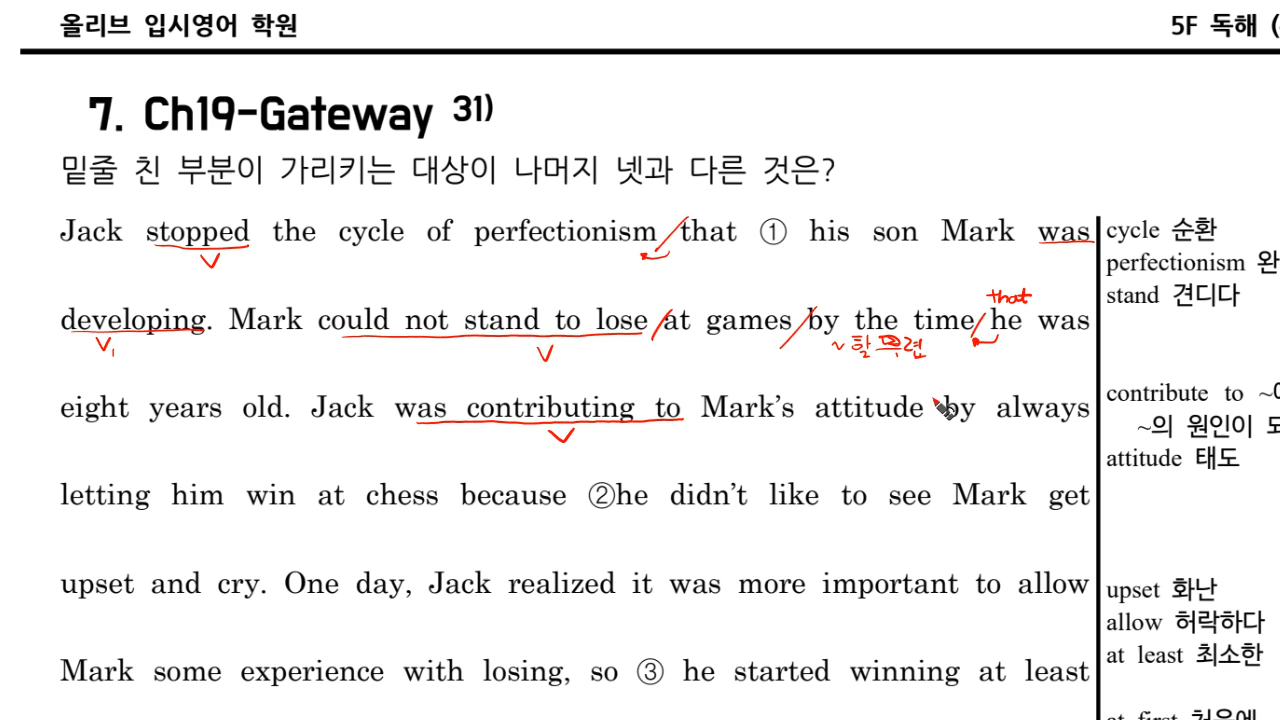 올리브 입시영어 학원
5F 독해 (
7. Ch19-Gateway 31)
밑줄 친 부분이 가리키는 대상이 나머지 넷과 다른 것은?
Jack stopped the cycle of perfectionism that ① his son Mark was
that
developing. Mark could not stand to lose at games by the time he was
~할 무렵
eight years old. Jack was contributing to Mark's attitude by always
letting him win at chess because ②he didn't like to see Mark get
upset and cry. One day, Jack realized it was more important to allow
Mark some experience with losing, so ③ he started winning at least
cycle 순환
perfectionism 완
stand 견디다
contribute to ~에
~의 원인이 되
attitude 태도
upset 화난
allow 허락하다
at least 최소한
at first 처음에